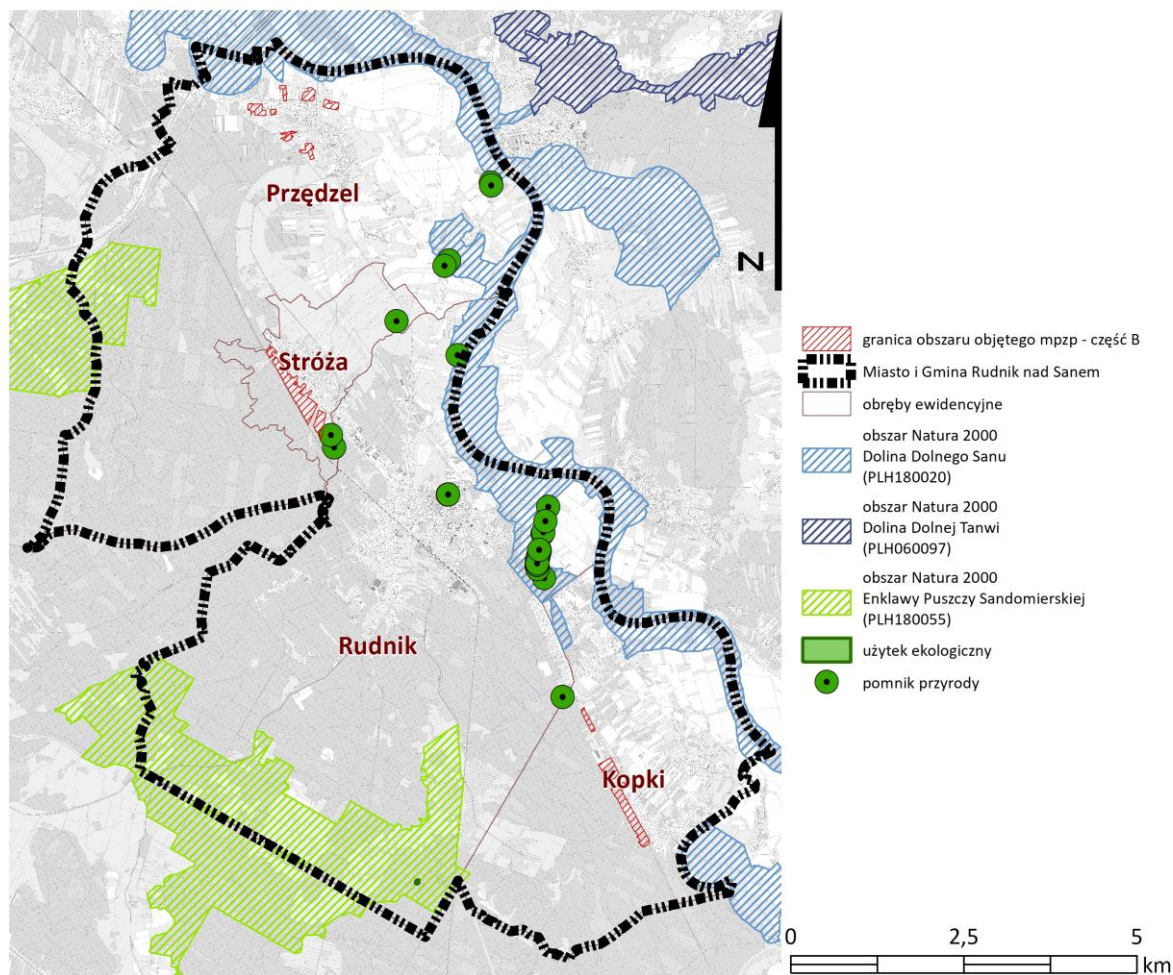 Przędzel
Stróża
Rudnik
Kopki
N
granica obszaru objętego mpzp - część B
Miasto i Gmina Rudnik nad Sanem
obręby ewidencyjne
obszar Natura 2000
Dolina Dolnego Sanu
(PLH180020)
obszar Natura 2000
Dolina Dolnej Tanwi
(PLH060097)
obszar Natura 2000
Enklawy Puszczy Sandomierskiej
(PLH180055)
użytek ekologiczny
pomnik przyrody
0 2,5 5
km